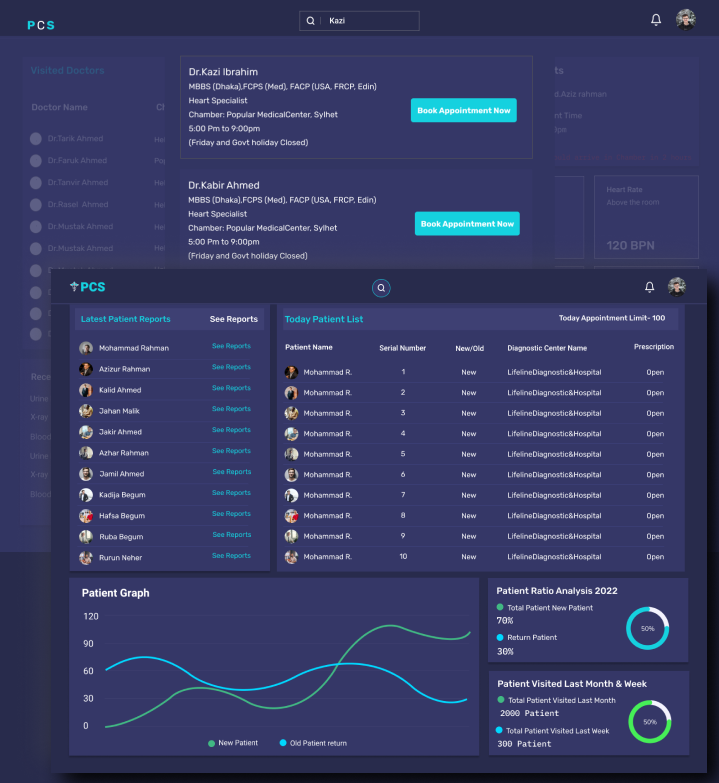 PCS
Kazi
Visited Doctors
Doctor Name
Dr.Tarik Ahmed
Dr.Faruk Ahmed
Dr.Tanvir Ahmed
Dr.Raset Ahmed
Dr.Mustak Ahmed
Dr.Mustak Ahmed
Dr.Kazi Ibrahim
MBBS (Dhaka),FCPS (Med), FACP (USA, FRCP, Edin)
Heart Specialist
Chamber: Popular MedicalCenter, Sylhet
5:00 Pm to 9:00pm
(Friday and Govt holiday Closed)
Book Appointment Now
Dr.Kabir Ahmed
MBBS (Dhaka),FCPS (Med), FACP (USA, FRCP, Edin)
Heart Specialist
Chamber: Popular MedicalCenter, Sylhet
5:00 Pm to 9:00pm
(Friday and Govt holiday Closed)
Book Appointment Now
ts
d.Aziz rahman
nt Time
Heart Rate
Above the room
120 BPN
Rece
Urine
X-ray
Blood
Urine
X-ray
Blood
PCS
Latest Patient Reports See Reports
Mohammad Rahman See Reports
Azizur Rahman See Reports
Kalid Ahmed See Reports
Jahan Malik See Reports
Jakir Ahmed See Reports
Azhar Rahman See Reports
Jamil Ahmed See Reports
Kadija Begum See Reports
Hafsa Begum See Reports
Ruba Begum See Reports
Rurun Neher See Reports
Today Patient List Today Appointment Limit- 100
Patient Name Serial Number New/Old Diagnostic Center Name Prescription
Mohammad R. 1 New LifelineDiagnostic&Hospital Open
Mohammad R. 2 New LifelineDiagnostic&Hospital Open
Mohammad R. 3 New LifelineDiagnostic&Hospital Open
Mohammad R. 4 New LifelineDiagnostic&Hospital Open
Mohammad R. 5 New LifelineDiagnostic&Hospital Open
Mohammad R. 6 New LifelineDiagnostic&Hospital Open
Mohammad R. 7 New LifelineDiagnostic&Hospital Open
Mohammad R. 8 New LifelineDiagnostic&Hospital Open
Mohammad R. 9 New LifelineDiagnostic&Hospital Open
Mohammad R. 10 New LifelineDiagnostic&Hospital Open
Patient Graph
120
90
60
30
0
New Patient Old Patient return
Patient Ratio Analysis 2022
Total Patient New Patient
70%
Return Patient
30%
50%
Patient Visited Last Month & Week
Total Patient Visited Last Month
2000 Patient
Total Patient Visited Last Week
300 Patient
50%